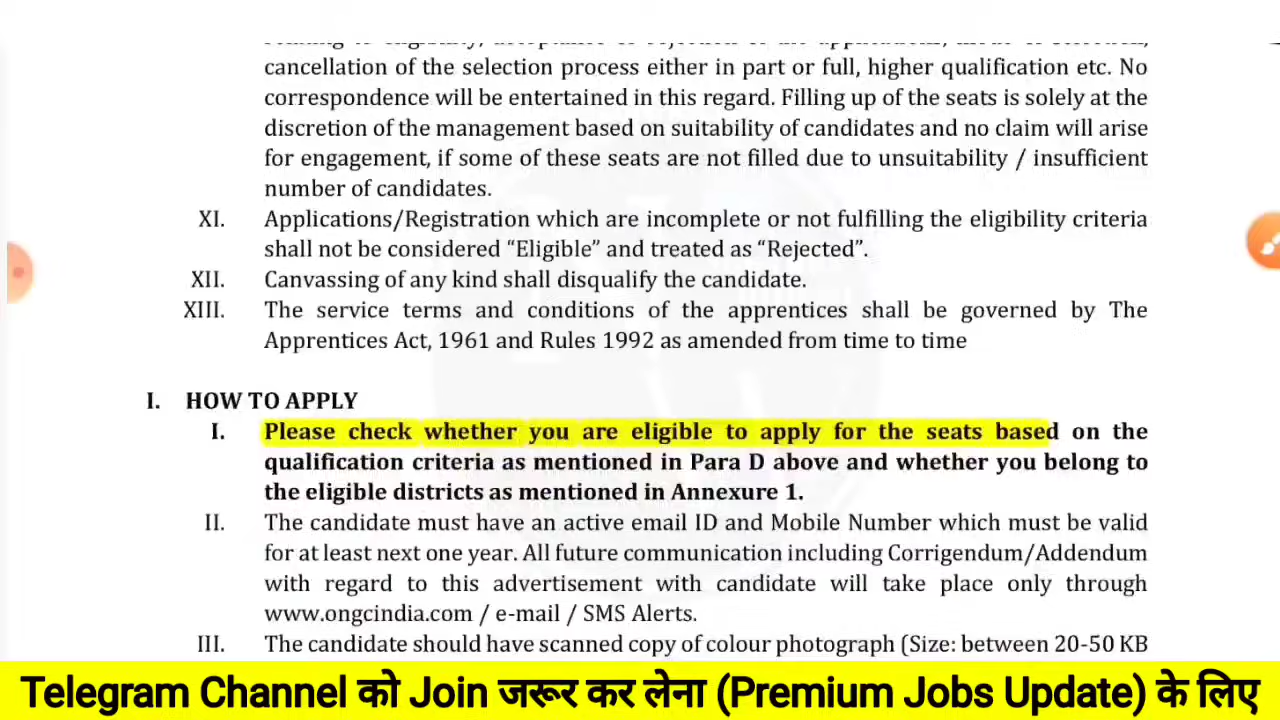 cancellation of the selection process either in part or full, higher qualification etc. No
correspondence will be entertained in this regard. Filling up of the seats is solely at the
discretion of the management based on suitability of candidates and no claim will arise
for engagement, if some of these seats are not filled due to unsuitability / insufficient
number of candidates.
XI. Applications/Registration which are incomplete or not fulfilling the eligibility criteria
shall not be considered “Eligible” and treated as “Rejected”.
XII. Canvassing of any kind shall disqualify the candidate.
XIII. The service terms and conditions of the apprentices shall be governed by The
Apprentices Act, 1961 and Rules 1992 as amended from time to time
I. HOW TO APPLY
I. Please check whether you are eligible to apply for the seats based on the
qualification criteria as mentioned in Para D above and whether you belong to
the eligible districts as mentioned in Annexure 1.
II. The candidate must have an active email ID and Mobile Number which must be valid
for at least next one year. All future communication including Corrigendum/Addendum
with regard to this advertisement with candidate will take place only through
www.ongcindia.com / e-mail / SMS Alerts.
III. The candidate should have scanned copy of colour photograph (Size: between 20-50 KB
Telegram Channel को Join जरूर कर लेना (Premium Jobs Update) के लिए